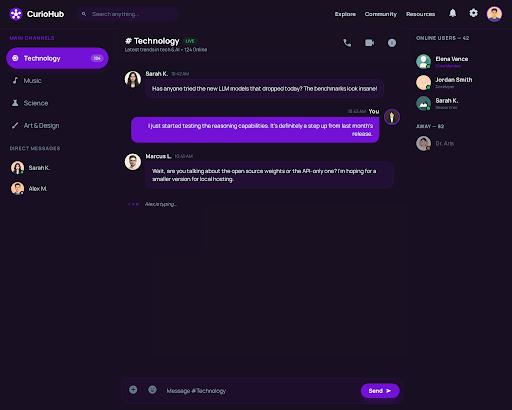 CurioHub
Search anything...
Explore
Community
Resources
MAIN CHANNELS
Technology
Music
Science
Art & Design
DIRECT MESSAGES
Sarah K.
Alex M.
# Technology LIVE
Latest trends in tech & AI • 124 Online
Sarah K. 10:42 AM
Has anyone tried the new LLM models that dropped today? The benchmarks look insane!
10:43 AM You
I just started testing the reasoning capabilities. It's definitely a step up from last month's
release.
Marcus L. 10:45 AM
Wait, are you talking about the open source weights or the API-only one? I'm hoping for a
smaller version for local hosting.
Alex is typing...
Message #Technology
Send
ONLINE USERS — 42
Elena Vance
Jordan Smith
Developer
Sarah K.
Researcher
Dr. Aris